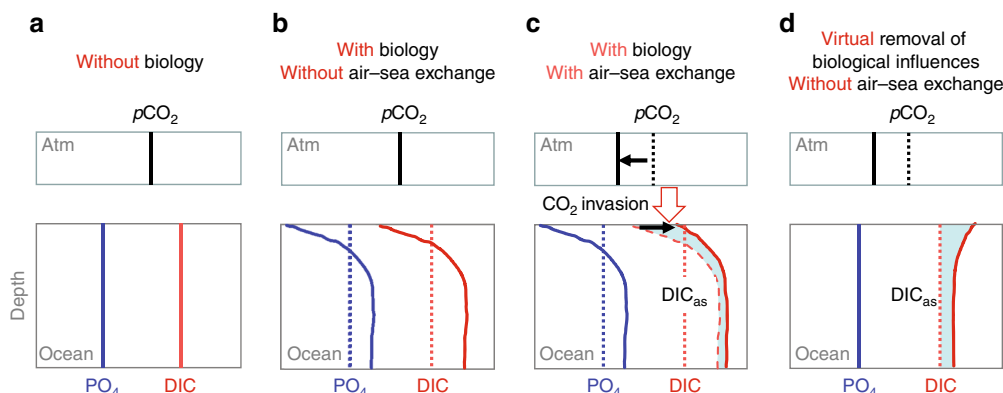 a
Without biology
pCO2
Atm
Depth
Ocean
PO4
DIC
b
With biology
Without air–sea exchange
pCO2
Atm
Ocean
PO4
DIC
c
With biology
With air–sea exchange
pCO2
Atm
CO2 invasion
DICas
Ocean
PO4
DIC
d
Virtual removal of
biological influences
Without air–sea exchange
pCO2
Atm
DICas
Ocean
PO4
DIC